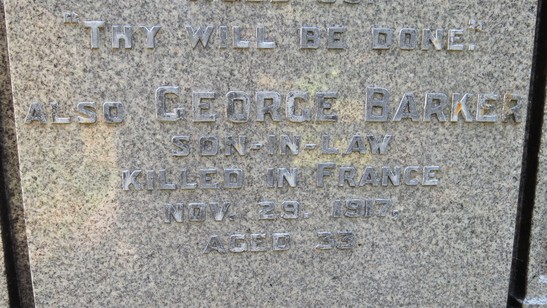 "THY WILL BE DONE."
ALSO GEORGE BARKER
SON-IN-LAW
KILLED IN FRANCE
NOV. 29. 1917.
AGED 33.